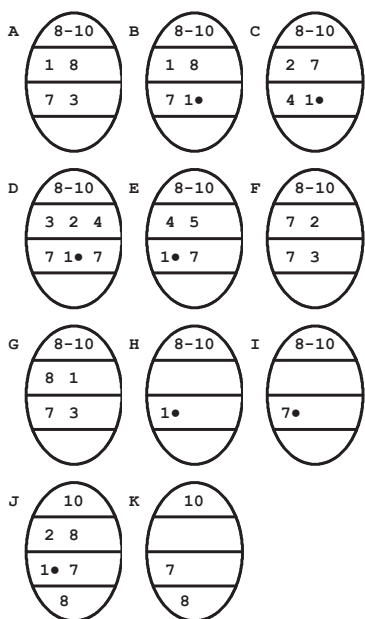 A 8-10 B 8-10 C 8-10
1 8 1 8 2 7
7 3 7 1● 4 1●
D 8-10 E 8-10 F 8-10
3 2 4 4 5 7 2
7 1● 7 1● 7 7 3
G 8-10 H 8-10 I 8-10
8 1
7 3 1● 7●
J 10 K 10
2 8
1● 7 7
8 8